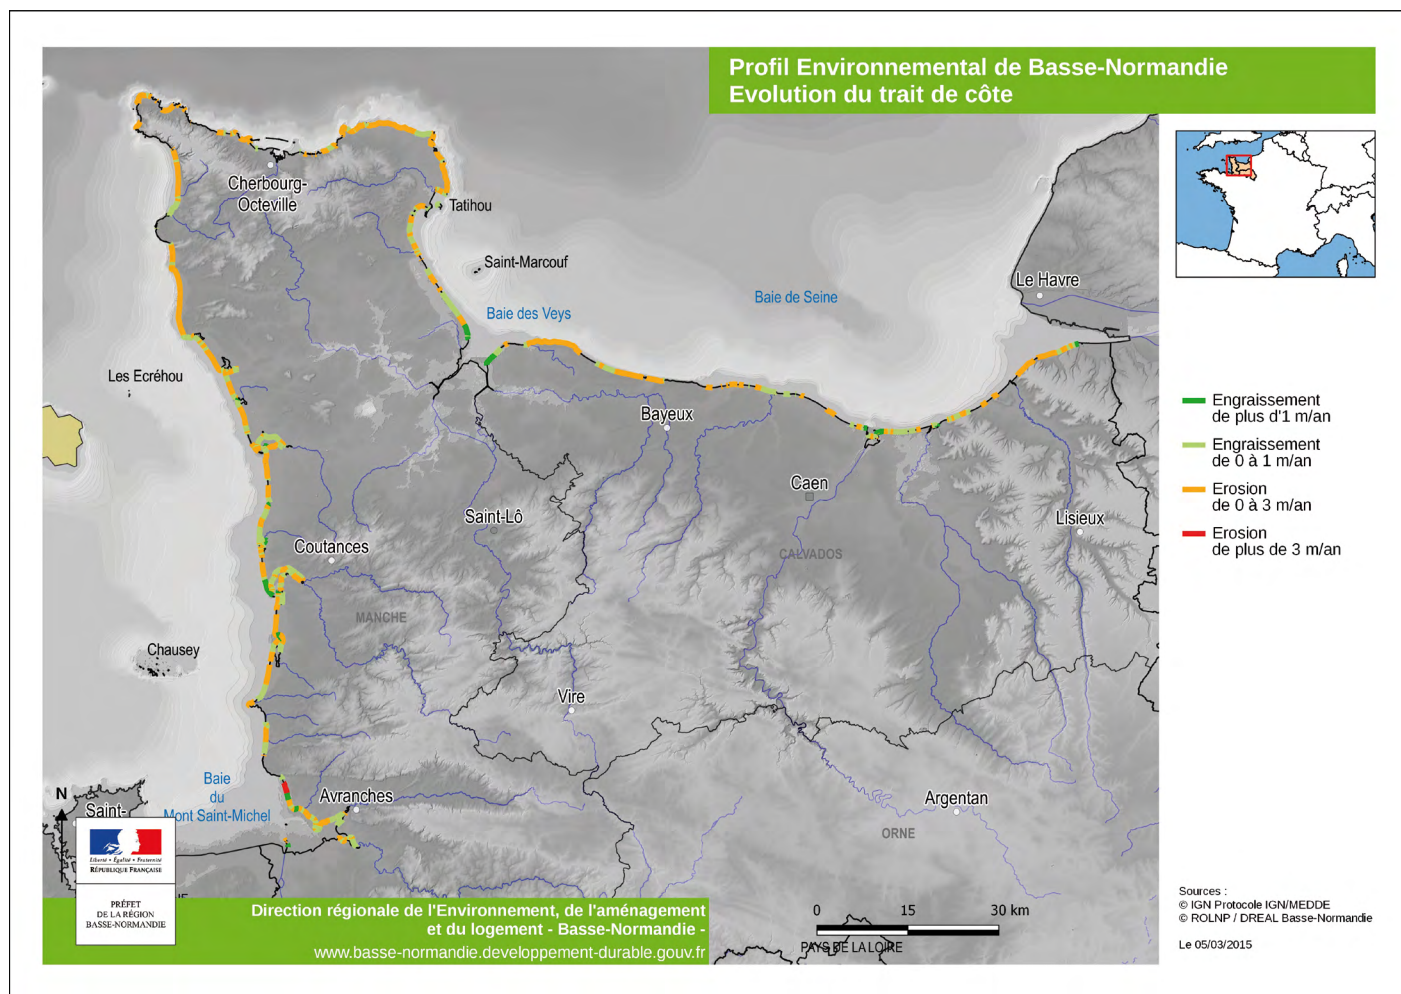 Profil Environnemental de Basse-Normandie
Evolution du trait de côte
Cherbourg-
Octeville
Tatihou
Saint-Marcouf
Baie des Veys
Baie de Seine
Le Havre
Les Ecréhou
Bayeux
Caen
Saint-Lô
Lisieux
Coutances
CALVADOS
MANCHE
Chausey
Vire
Baie
du
Mont Saint-Michel
Avranches
Argentan
ORNE
N
Saint-
Engraissement
de plus d'1 m/an
Engraissement
de 0 à 1 m/an
Erosion
de 0 à 3 m/an
Erosion
de plus de 3 m/an
Liberté • Égalité • Fraternité
RÉPUBLIQUE FRANÇAISE
PRÉFET
DE LA RÉGION
BASSE-NORMANDIE
Direction régionale de l'Environnement, de l'aménagement
et du logement - Basse-Normandie -
www.basse-normandie.developpement-durable.gouv.fr
0 15 30 km
PAYS DE LA LOIRE
Sources :
© IGN Protocole IGN/MEDDE
© ROLNP / DREAL Basse-Normandie
Le 05/03/2015